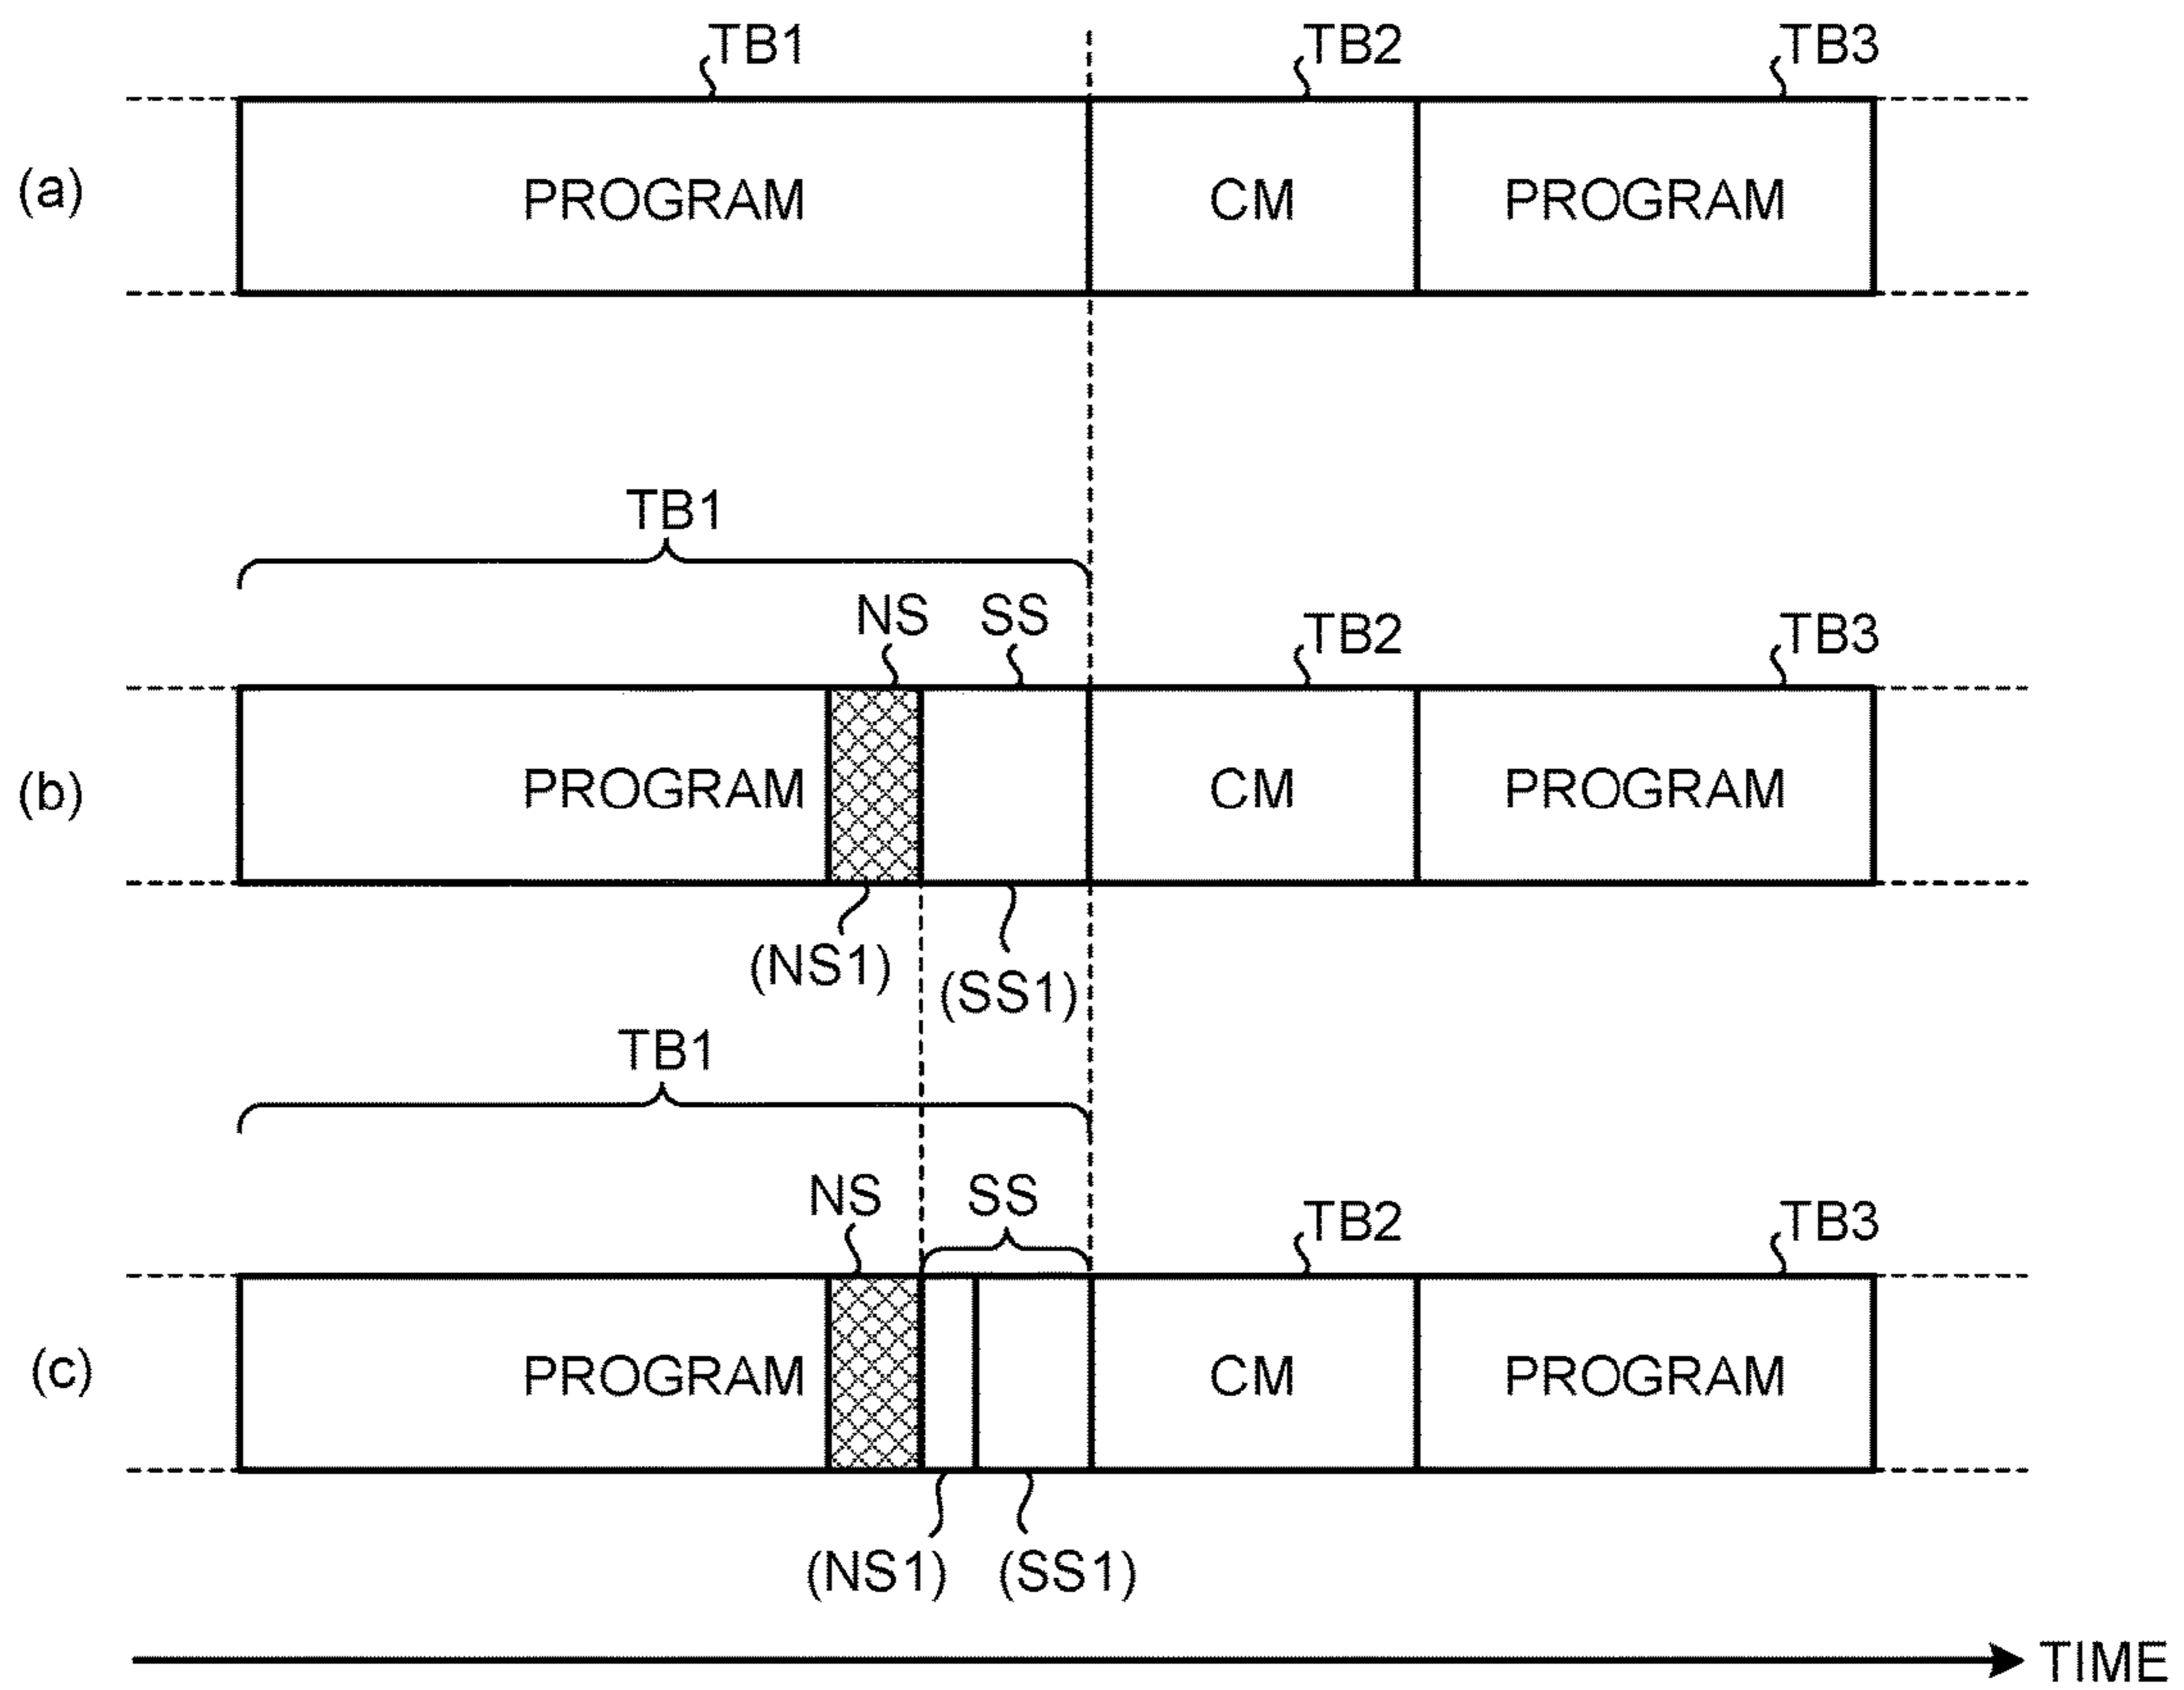 TB1 TB2 TB3
(a) PROGRAM CM PROGRAM
TB1
NS SS TB2 TB3
(b) PROGRAM CM PROGRAM
(NS1) (SS1)
TB1
NS SS TB2 TB3
(c) PROGRAM CM PROGRAM
(NS1) (SS1)
TIME